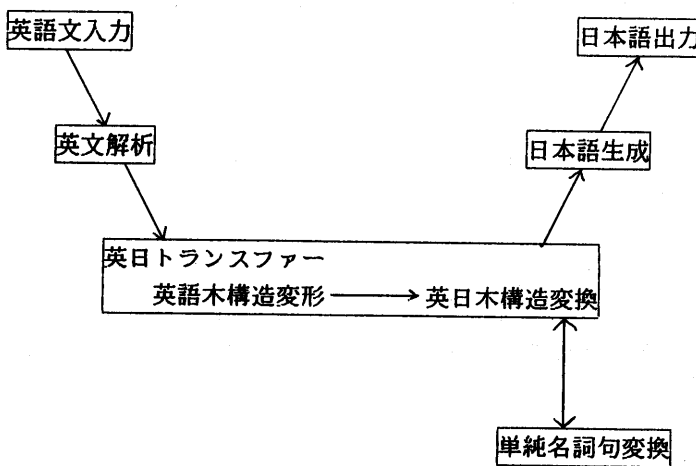 英語文入力
日本語出力
英文解析
日本語生成
英日トランスファー
英語木構造変形 → 英日木構造変換
単純名詞句変換